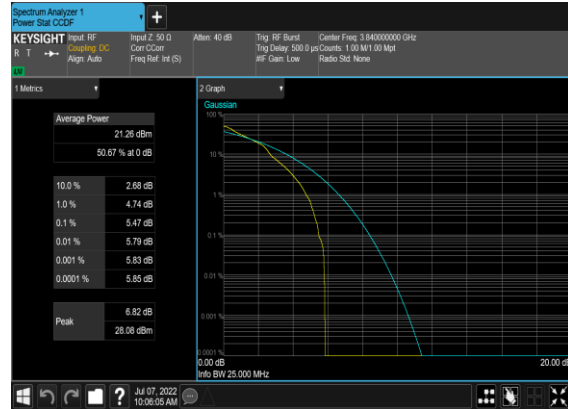 Spectrum Analyzer 1
Power Stat CCDF
KEYSIGHT
R T
LM
Input: RF
Coupling: DC
Align: Auto
Input Z: 50 Ω
Corr CCorr
Freq Ref: Int (S)
Atten: 40 dB
Trig: RF Burst
Trig Delay: 500.0 µs
#IF Gain: Low
Center Freq: 3.840000000 GHz
Counts: 1.00 M/1.00 Mpt
Radio Std: None
1 Metrics
Average Power
21.26 dBm
50.67 % at 0 dB
10.0 % 2.68 dB
1.0 % 4.74 dB
0.1 % 5.47 dB
0.01 % 5.79 dB
0.001 % 5.83 dB
0.0001 % 5.85 dB
Peak
6.82 dB
28.08 dBm
2 Graph
Gaussian
100 %
10 %
1 %
0.1 %
0.01 %
0.001 %
0.0001 %
0.00 dB
20.00 dB
Info BW 25.000 MHz
?
Jul 07, 2022
10:06:05 AM